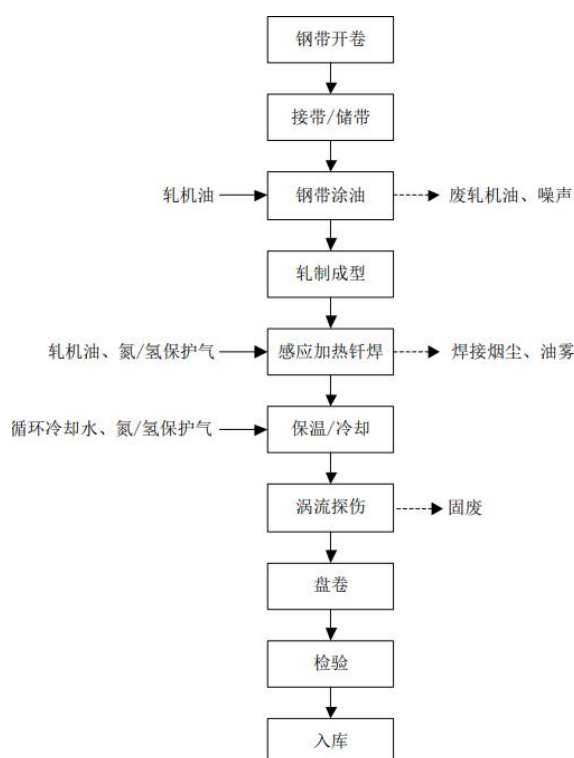 钢带开卷
接带/储带
轧机油
钢带涂油
废轧机油、噪声
轧制成型
轧机油、氮/氢保护气
感应加热钎焊
焊接烟尘、油雾
循环冷却水、氮/氢保护气
保温/冷却
涡流探伤
固废
盘卷
检验
入库